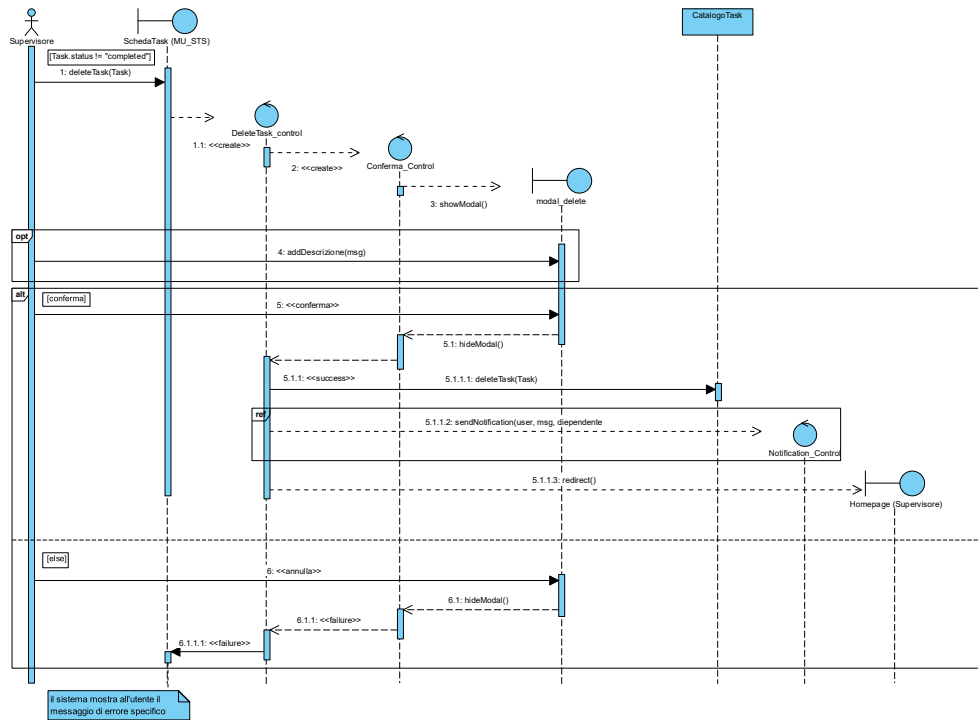 CatalogoTask
Supervisore
SchedaTask (MU_STS)
[Task.status != "completed"]
1: deleteTask(Task)
DeleteTask_control
1.1: <<create>>
2: <<create>>
Conferma_Control
3: showModal()
modal_delete
opt
4: addDescrizione(msg)
alt
[conferma]
5: <<conferma>>
5.1: hideModal()
5.1.1: <<success>>
5.1.1.1: deleteTask(Task)
ref
5.1.1.2: sendNotification(user, msg, diependente
Notification_Control
5.1.1.3: redirect()
Homepage (Supervisore)
[else]
6: <<annulla>>
6.1: hideModal()
6.1.1: <<failure>>
6.1.1.1: <<failure>>
il sistema mostra all'utente il
messaggio di errore specifico